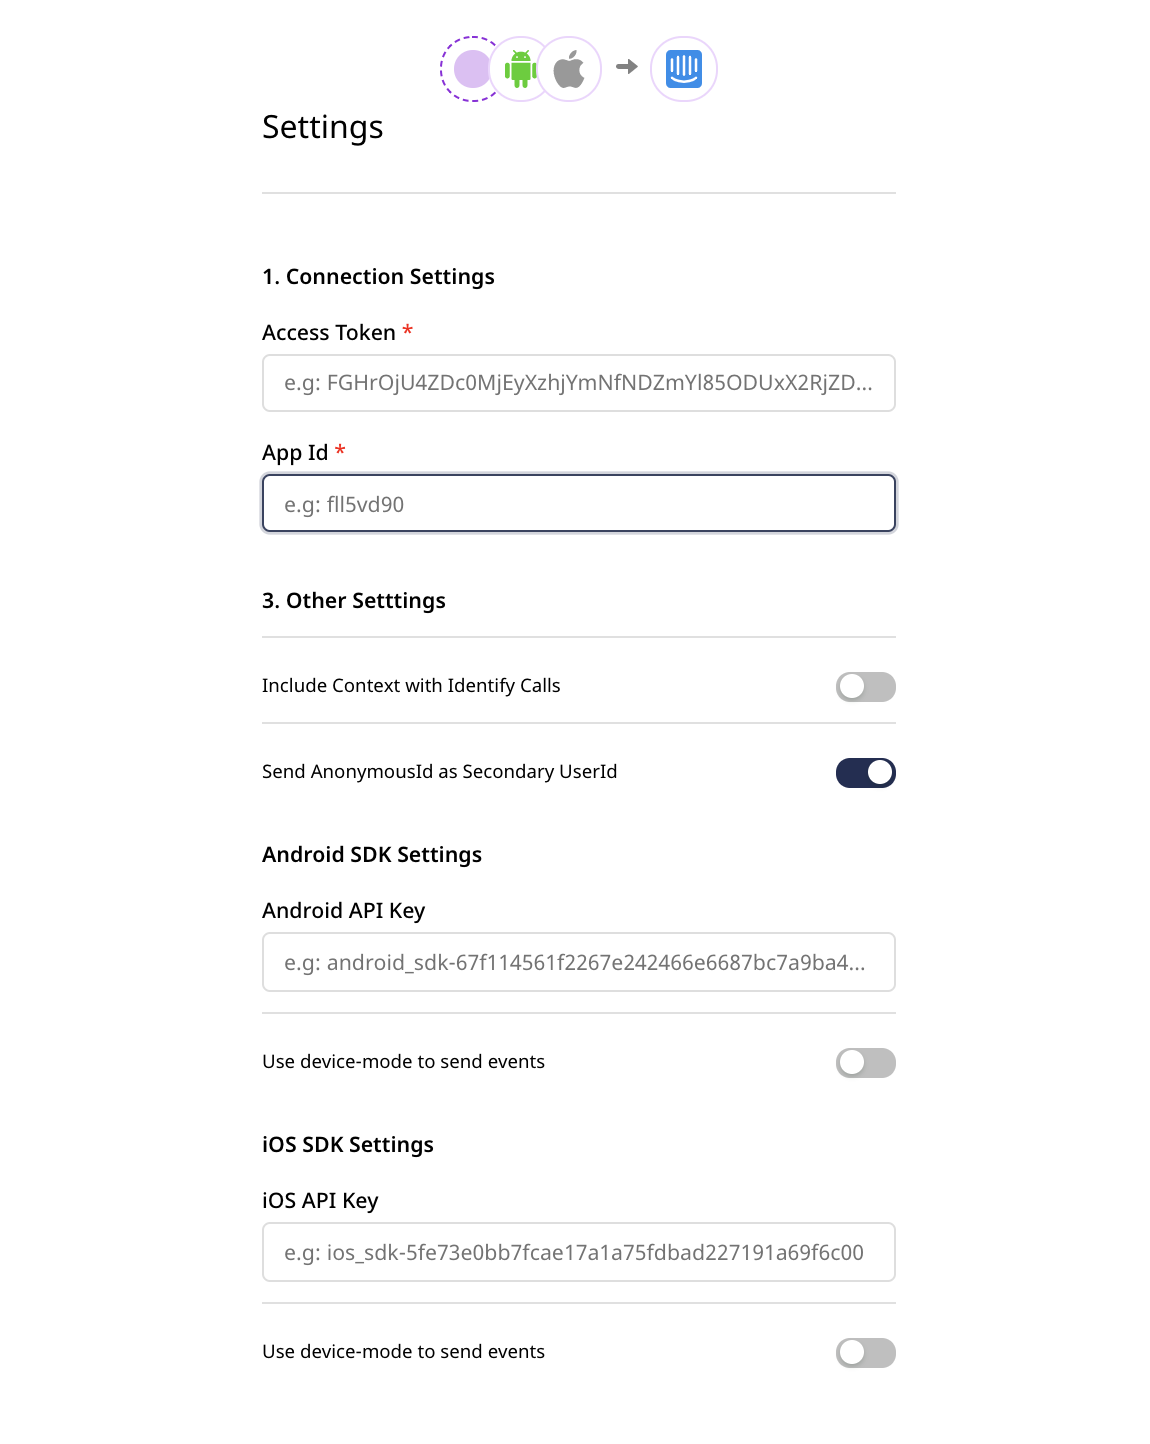 Settings
1. Connection Settings
Access Token *
e.g: FGHrOjU4ZDc0MjEyXzhjYmNfNDZmYl85ODUxX2RjZD...
App Id *
e.g: fll5vd90
3. Other Setttings
Include Context with Identify Calls
Send AnonymousId as Secondary UserId
Android SDK Settings
Android API Key
e.g: android_sdk-67f114561f2267e242466e6687bc7a9ba4...
Use device-mode to send events
iOS SDK Settings
iOS API Key
e.g: ios_sdk-5fe73e0bb7fcae17a1a75fdbad227191a69f6c00
Use device-mode to send events